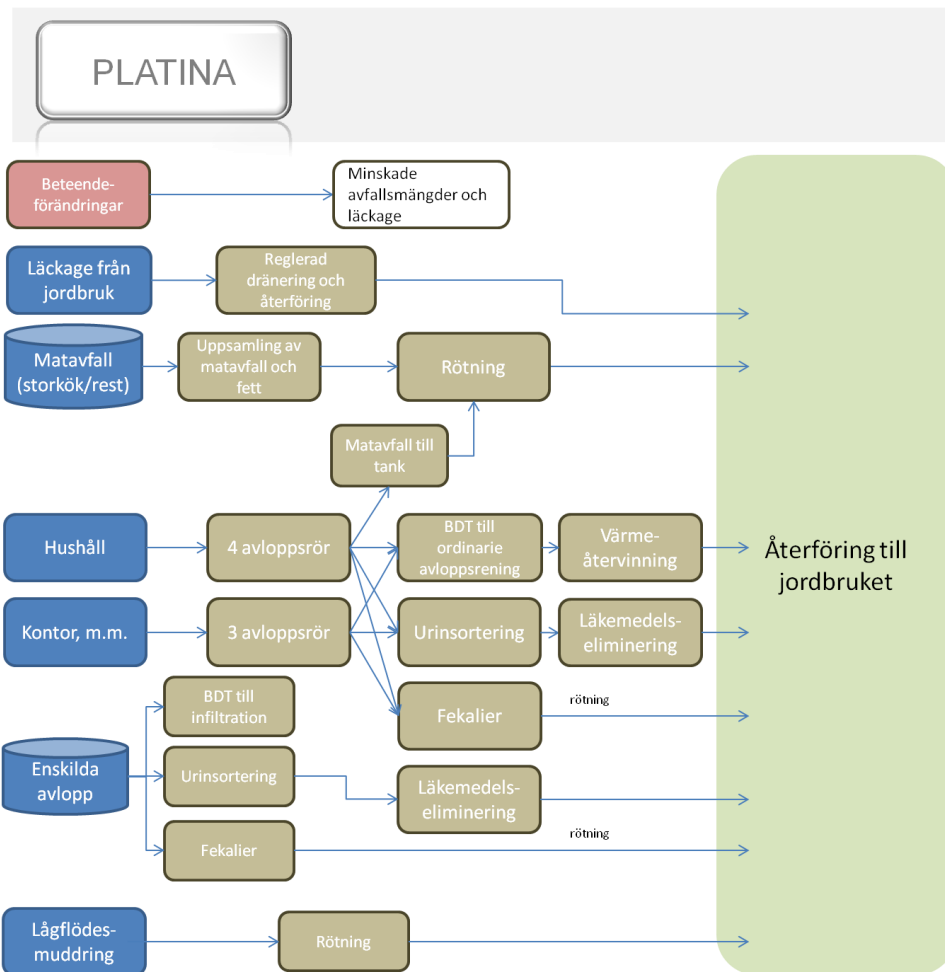 PLATINA
Beteende-
förändringar
Minskade
avfallsmängder och
läckage
Läckage från
jordbruk
Reglerad
dränering och
återföring
Matavfall
(storkök/rest)
Uppsamling av
matavfall och
fett
Rötning
Matavfall till
tank
Hushåll
4 avloppsrör
BDT till
ordinarie
avloppsrening
Värme-
återvinning
Återföring till
jordbruket
Kontor, m.m.
3 avloppsrör
Urinsortering
Läkemedels-
eliminering
Fekalier
rötning
Enskilda
avlopp
BDT till
infiltration
Urinsortering
Läkemedels-
eliminering
Fekalier
rötning
Lågflödes-
muddring
Rötning